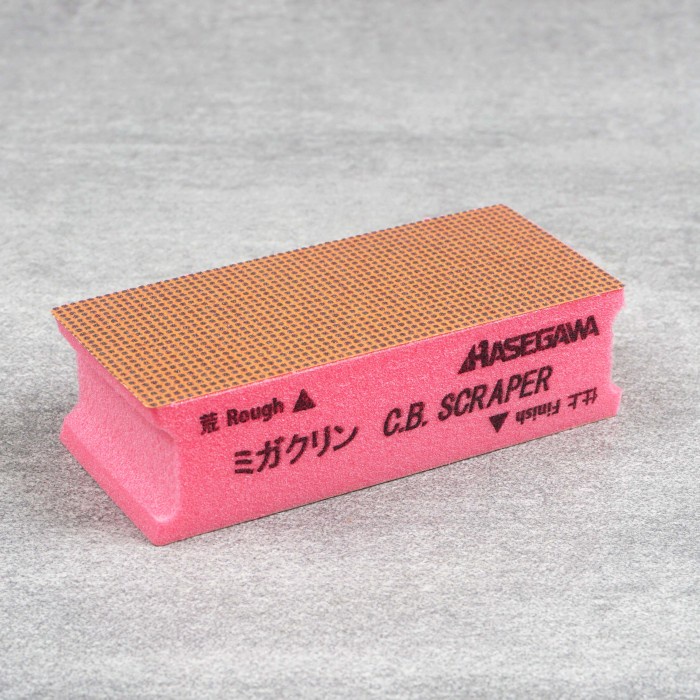 HASEGAWA
荒 Rough ▲
ミガクリン C.B. SCRAPER
仕上 Finish ▲